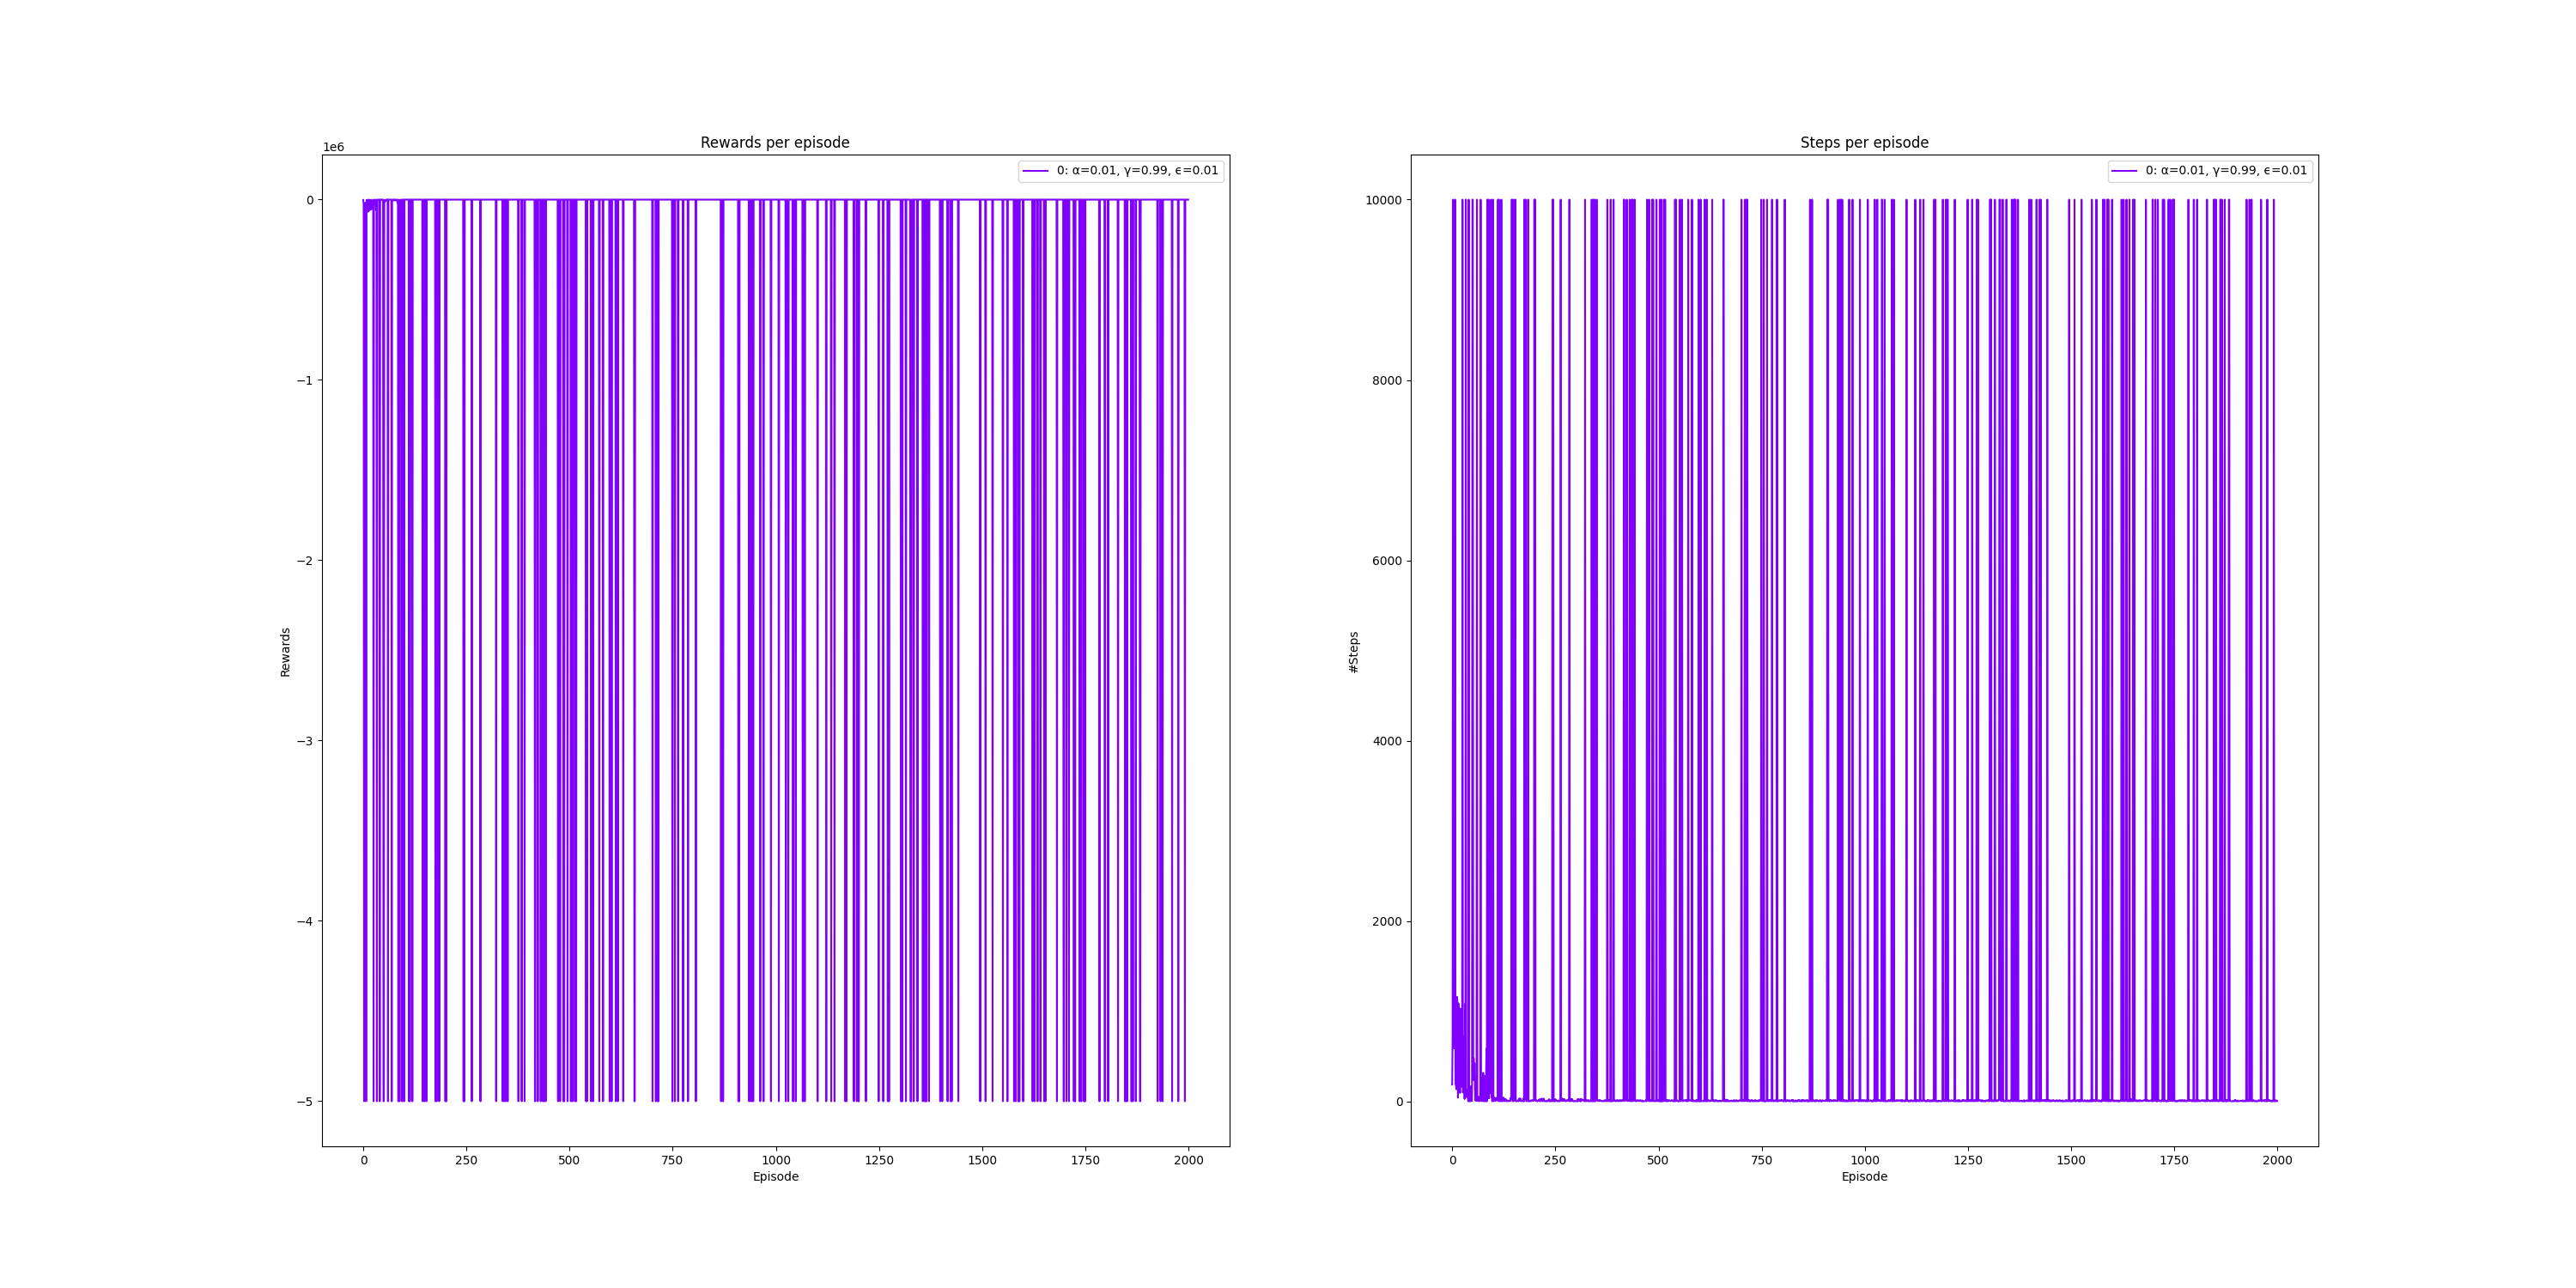 Rewards per episode
1e6
0: α=0.01, γ=0.99, ϵ=0.01
0
−1
−2
−3
−4
−5
Rewards
0 250 500 750 1000 1250 1500 1750 2000
Episode
Steps per episode
0: α=0.01, γ=0.99, ϵ=0.01
10000
8000
6000
4000
2000
0
#Steps
0 250 500 750 1000 1250 1500 1750 2000
Episode